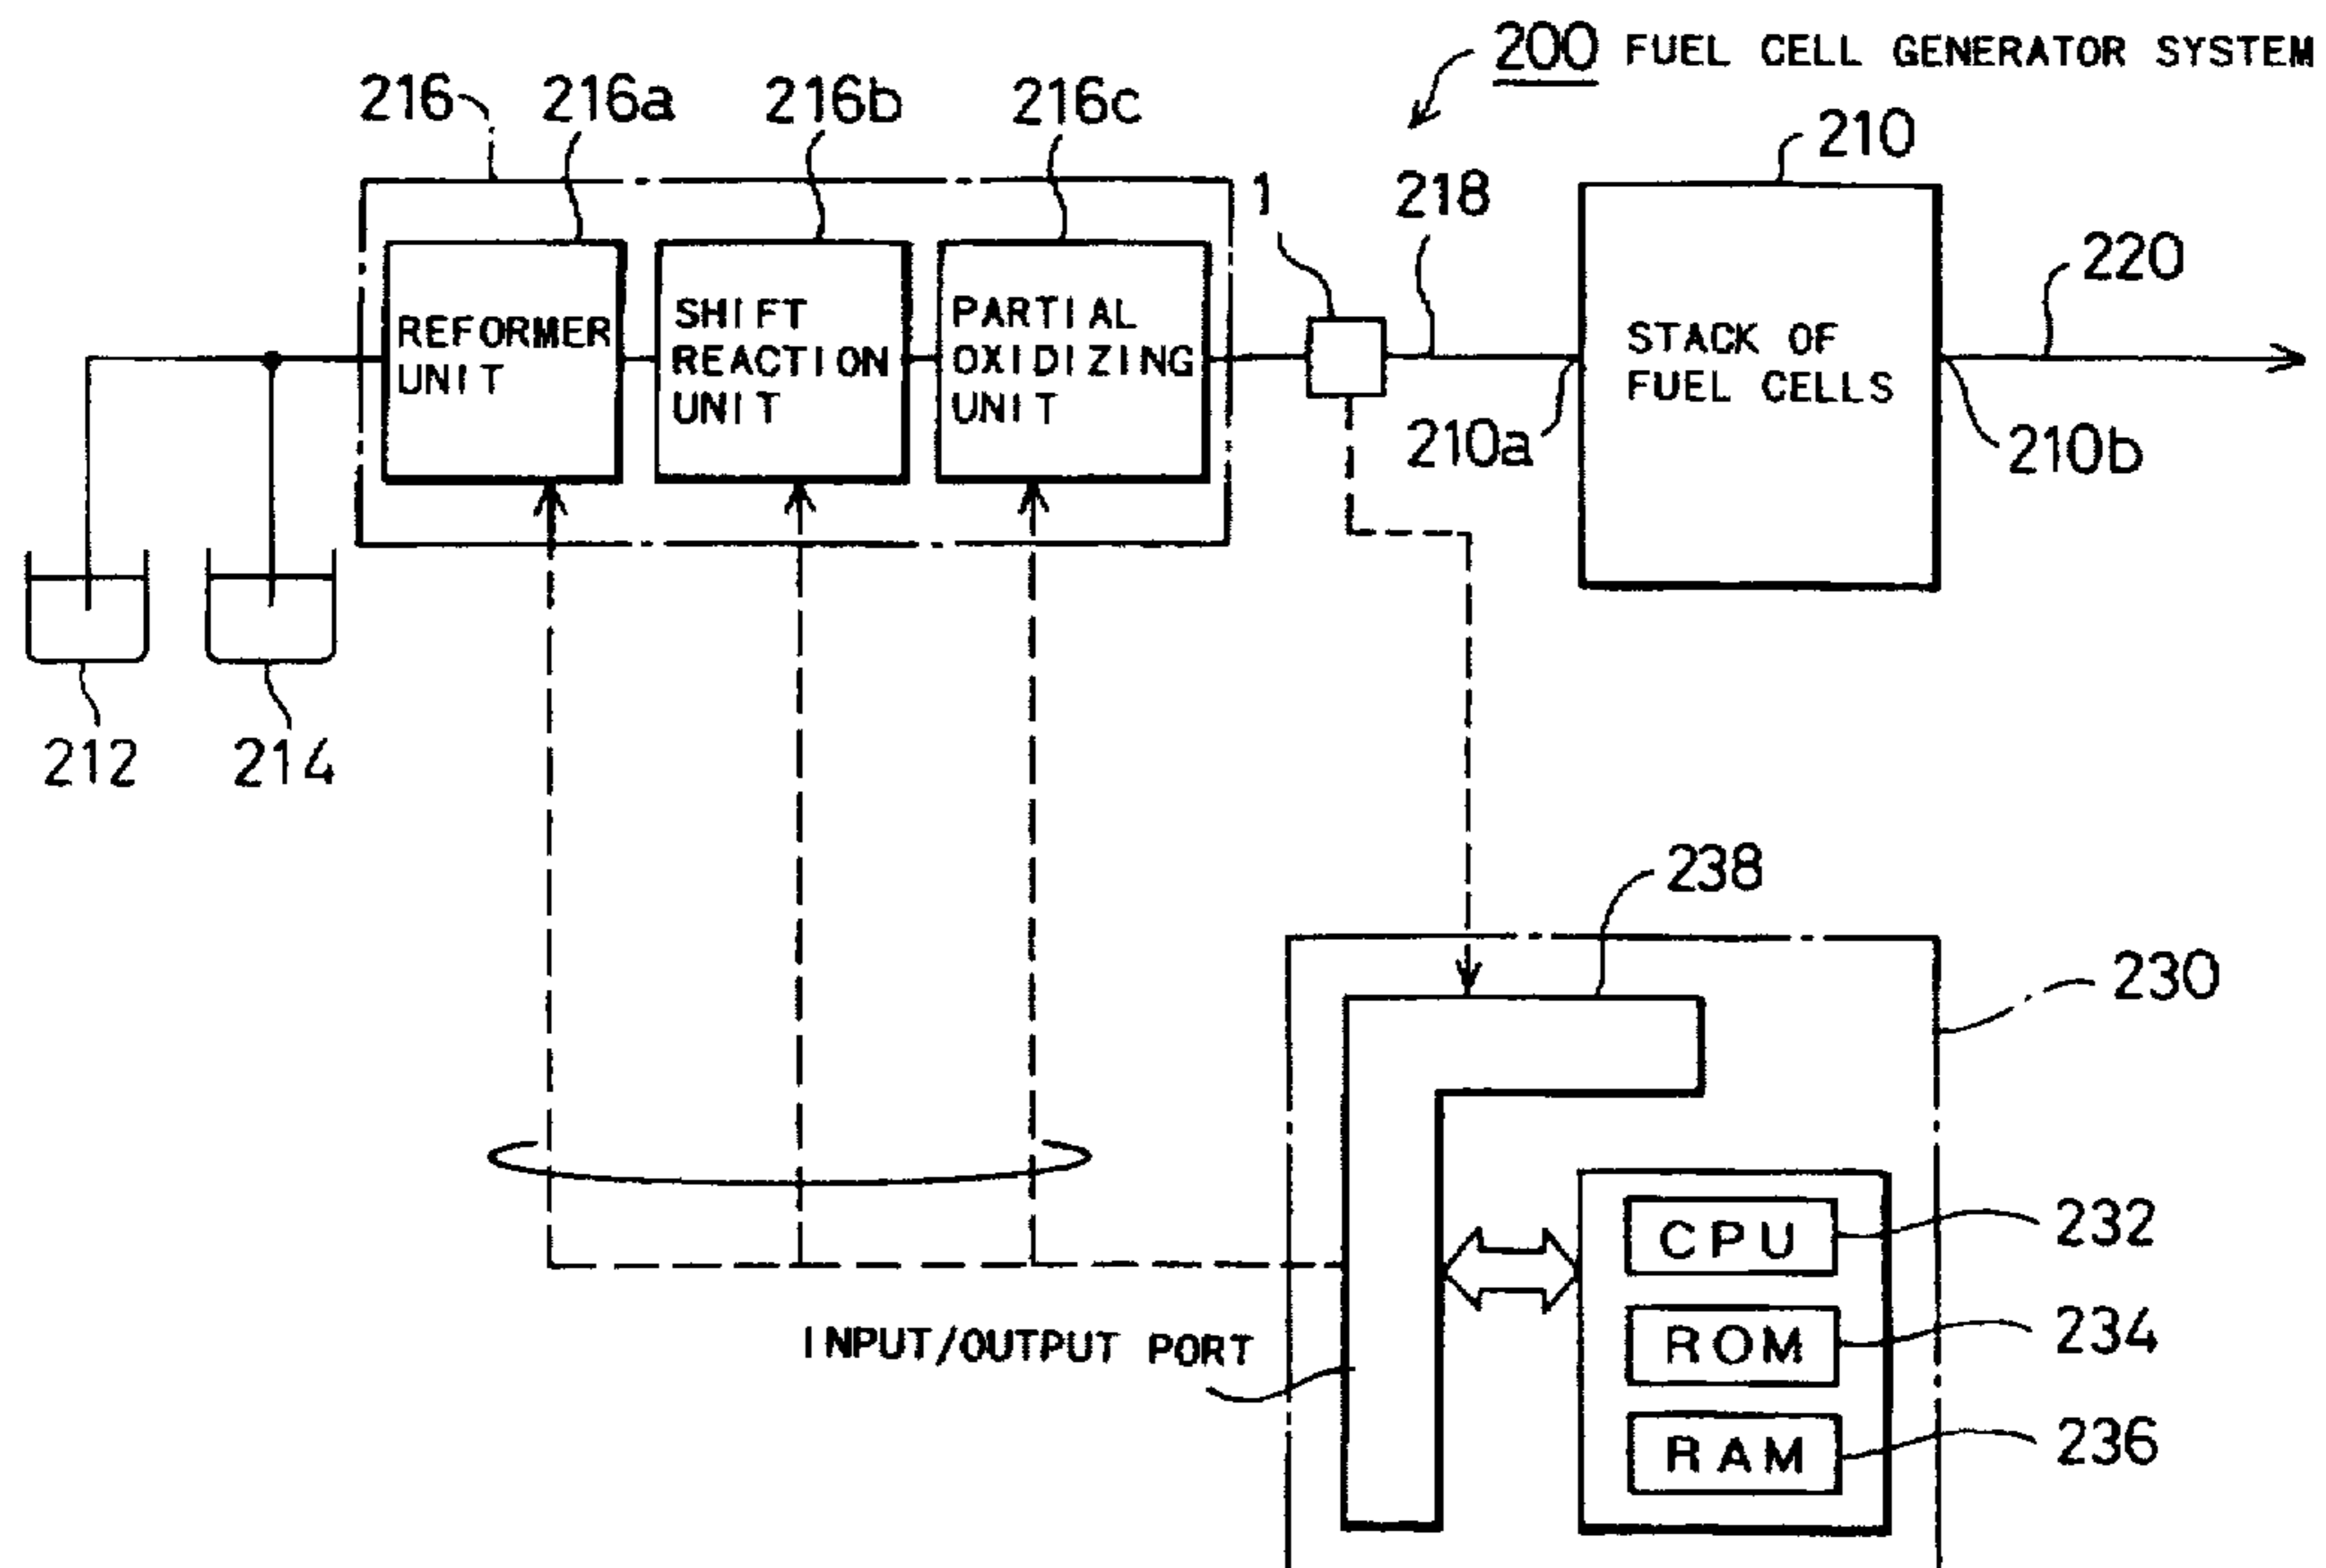 200 FUEL CELL GENERATOR SYSTEM
216
216a
216b
216c
1
218
210
220
REFORMER
UNIT
SHIFT
REACTION
UNIT
PARTIAL
OXIDIZING
UNIT
STACK OF
FUEL CELLS
210a
210b
212
214
238
230
CPU
232
INPUT/OUTPUT PORT
ROM
234
RAM
236